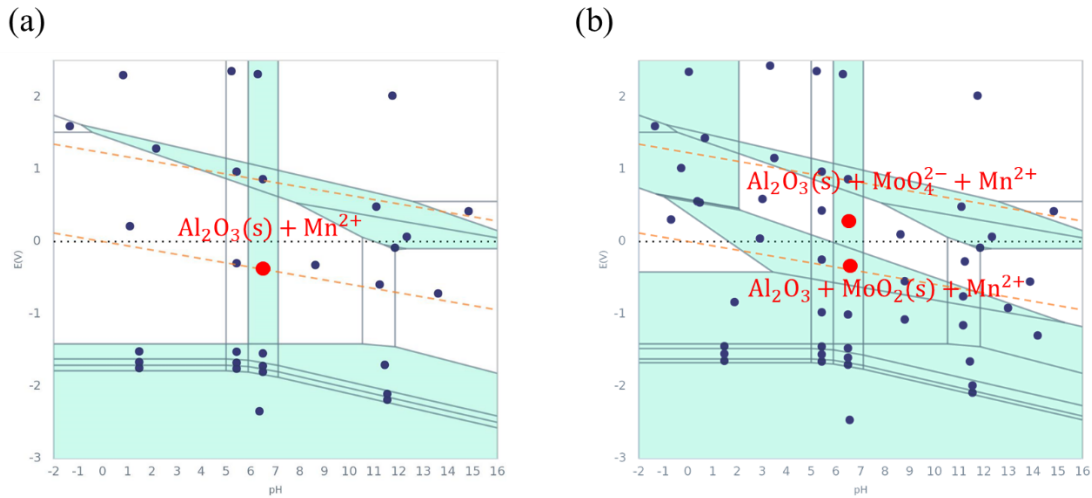 (a)
(b)
2
1
0
-1
-2
-3
E(V)
Al₂O₃(s) + Mn²⁺
-2 -1 0 1 2 3 4 5 6 7 8 9 10 11 12 13 14 15 16
pH
2
1
0
-1
-2
-3
E(V)
Al₂O₃(s) + MoO₄²⁻ + Mn²⁺
Al₂O₃ + MoO₂(s) + Mn²⁺
-2 -1 0 1 2 3 4 5 6 7 8 9 10 11 12 13 14 15 16
pH